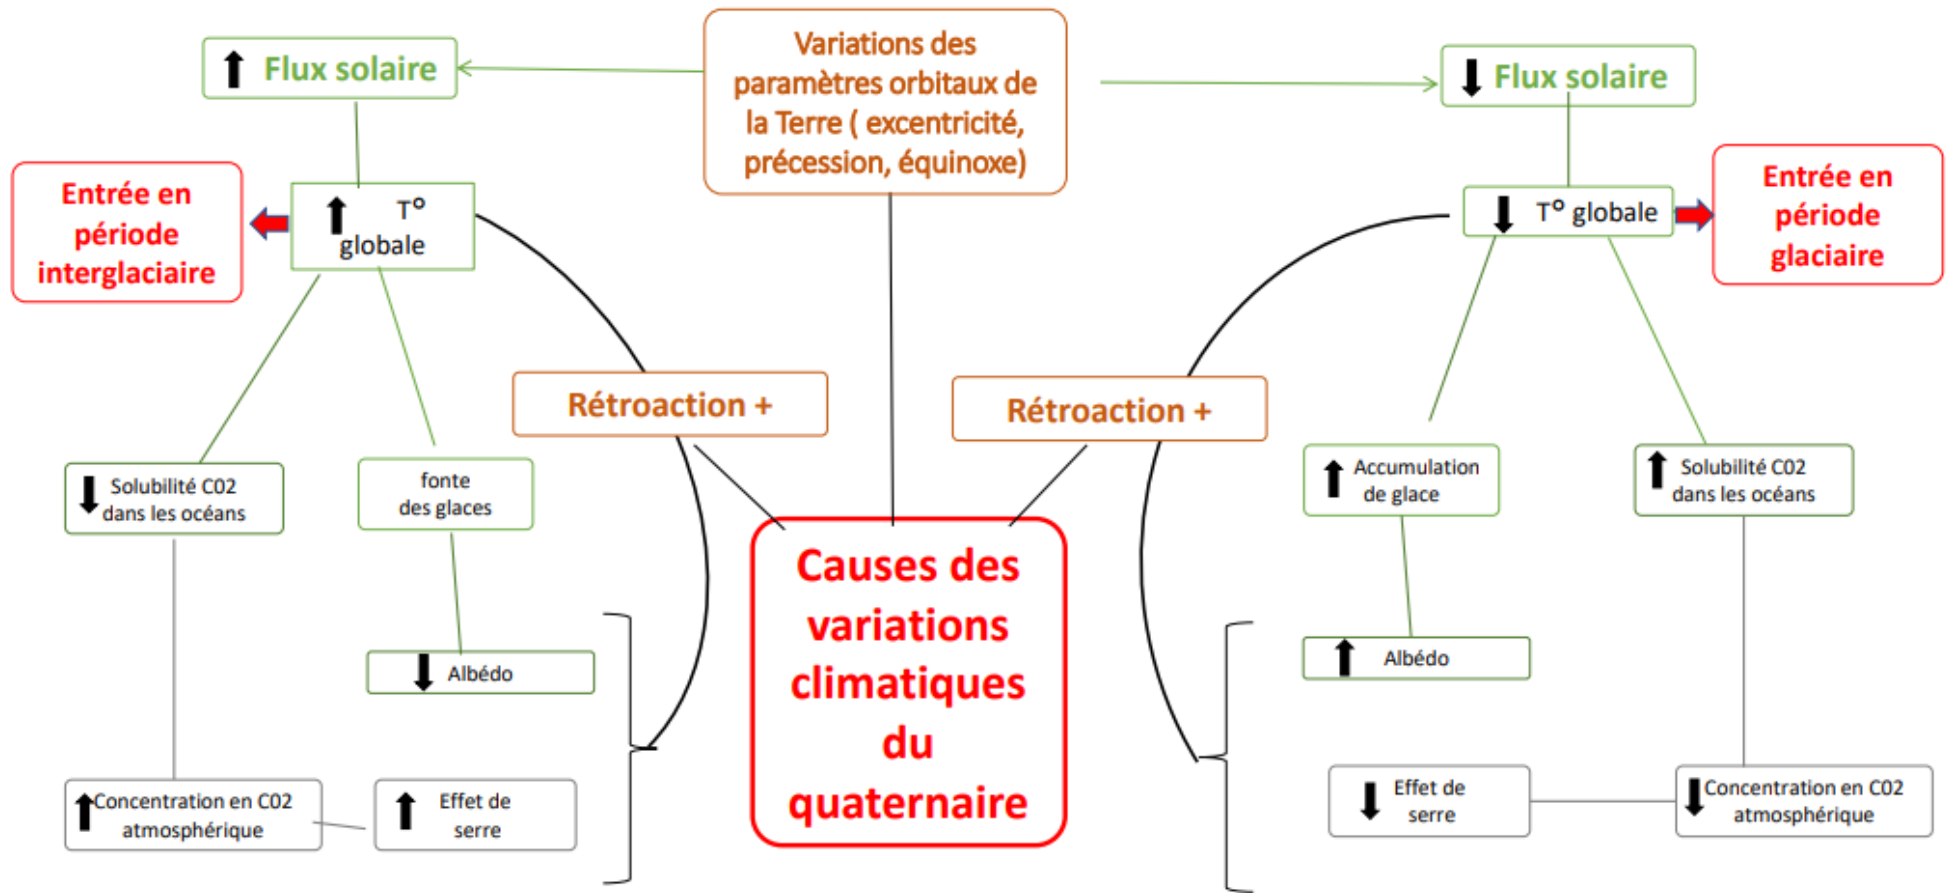 Variations des
paramètres orbitaux de
la Terre ( excentricité,
précession, équinoxe)
Flux solaire
Flux solaire
Entrée en
période
interglaciaire
T°
globale
T° globale
Entrée en
période
glaciaire
Rétroaction +
Rétroaction +
Solubilité C02
dans les océans
fonte
des glaces
Accumulation
de glace
Solubilité C02
dans les océans
Causes des
variations
climatiques
du
quaternaire
Albédo
Albédo
Concentration en C02
atmosphérique
Effet de
serre
Effet de
serre
Concentration en C02
atmosphérique